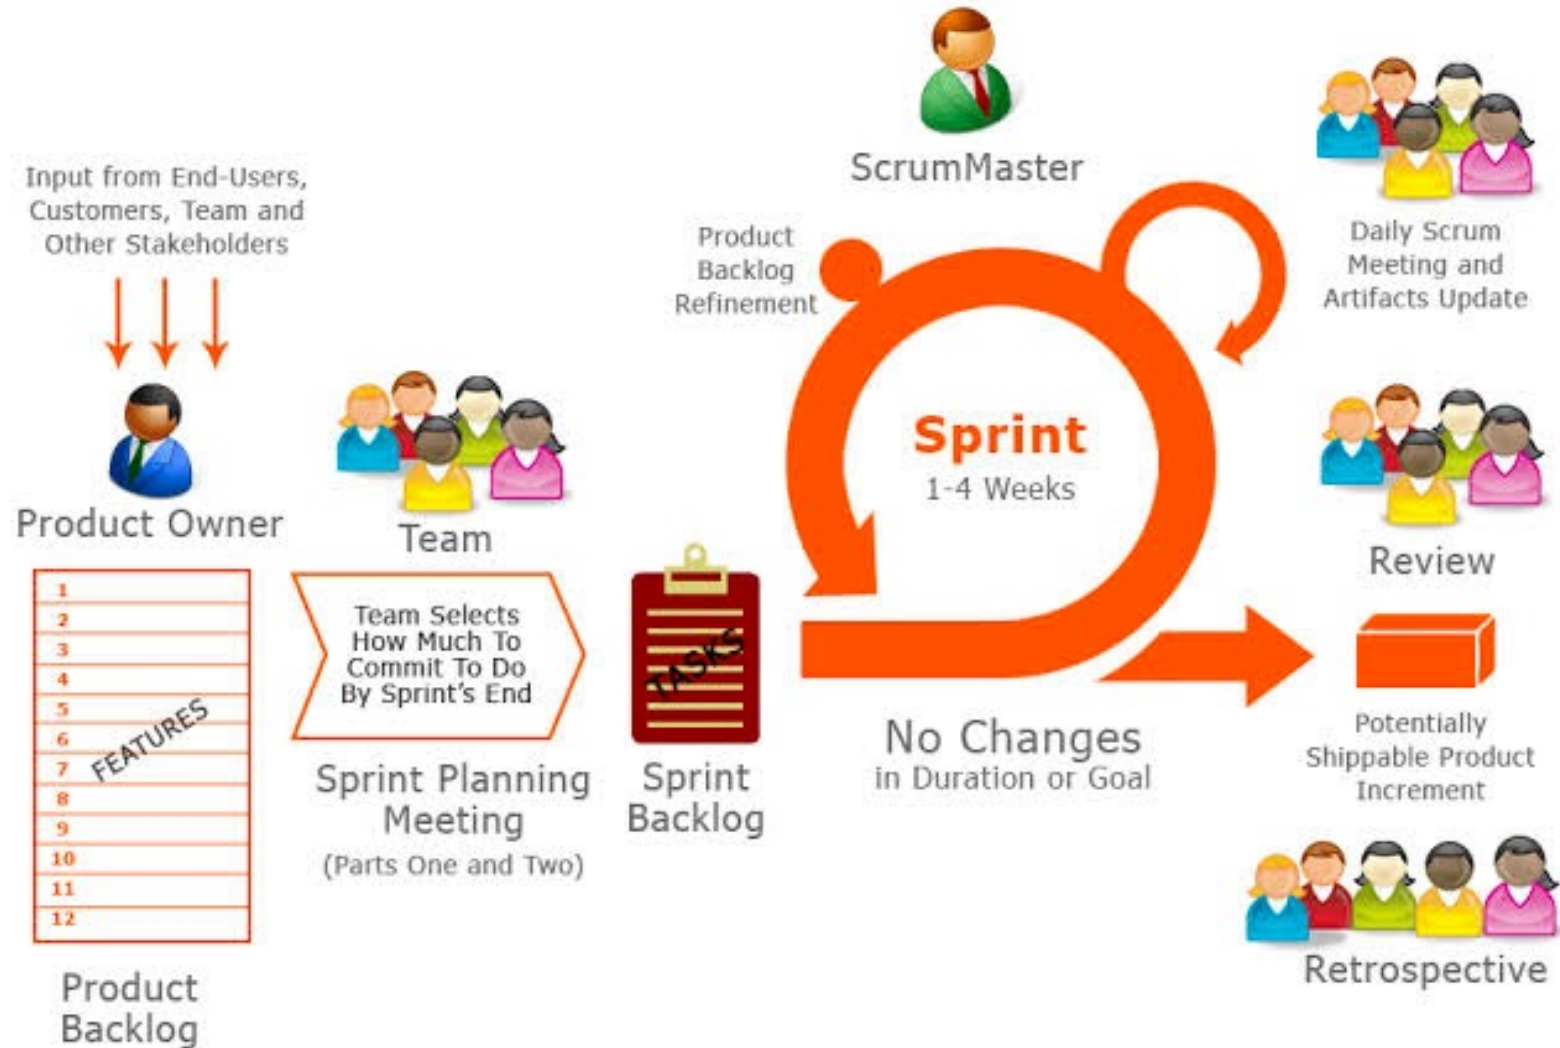 Input from End-Users,
Customers, Team and
Other Stakeholders
Product Owner
1
2
3
4
5
6
7
8
9
10
11
12
FEATURES
Product
Backlog
Team
Team Selects
How Much To
Commit To Do
By Sprint's End
Sprint Planning
Meeting
(Parts One and Two)
TASKS
Sprint
Backlog
ScrumMaster
Product
Backlog
Refinement
Sprint
1-4 Weeks
No Changes
in Duration or Goal
Daily Scrum
Meeting and
Artifacts Update
Review
Potentially
Shippable Product
Increment
Retrospective